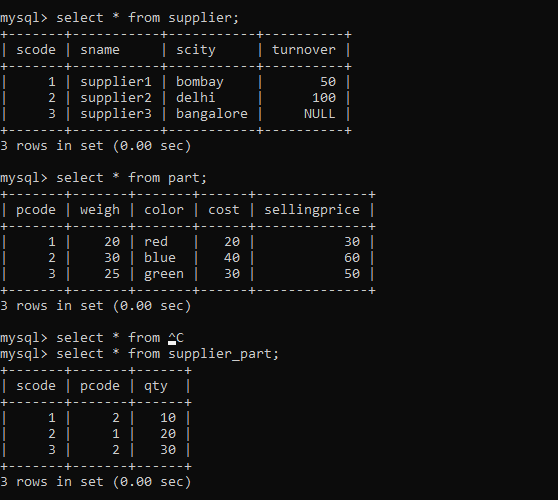 mysql> select * from supplier;
+-------+-----------+-----------+----------+
| scode | sname     | scity     | turnover |
+-------+-----------+-----------+----------+
|     1 | supplier1 | bombay    |       50 |
|     2 | supplier2 | delhi     |      100 |
|     3 | supplier3 | bangalore |     NULL |
+-------+-----------+-----------+----------+
3 rows in set (0.00 sec)

mysql> select * from part;
+-------+-------+-------+------+--------------+
| pcode | weigh | color | cost | sellingprice |
+-------+-------+-------+------+--------------+
|     1 |    20 | red   |   20 |           30 |
|     2 |    30 | blue  |   40 |           60 |
|     3 |    25 | green |   30 |           50 |
+-------+-------+-------+------+--------------+
3 rows in set (0.00 sec)

mysql> select * from ^C
mysql> select * from supplier_part;
+-------+-------+------+
| scode | pcode | qty  |
+-------+-------+------+
|     1 |     2 |   10 |
|     2 |     1 |   20 |
|     3 |     2 |   30 |
+-------+-------+------+
3 rows in set (0.00 sec)